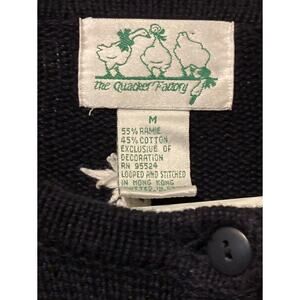 The Quacker Factory
M
55% RAMIE
45% COTTON
EXCLUSIVE OF
DECORATION
RN 95524
LOOPED AND STITCHED
IN HONG KONG